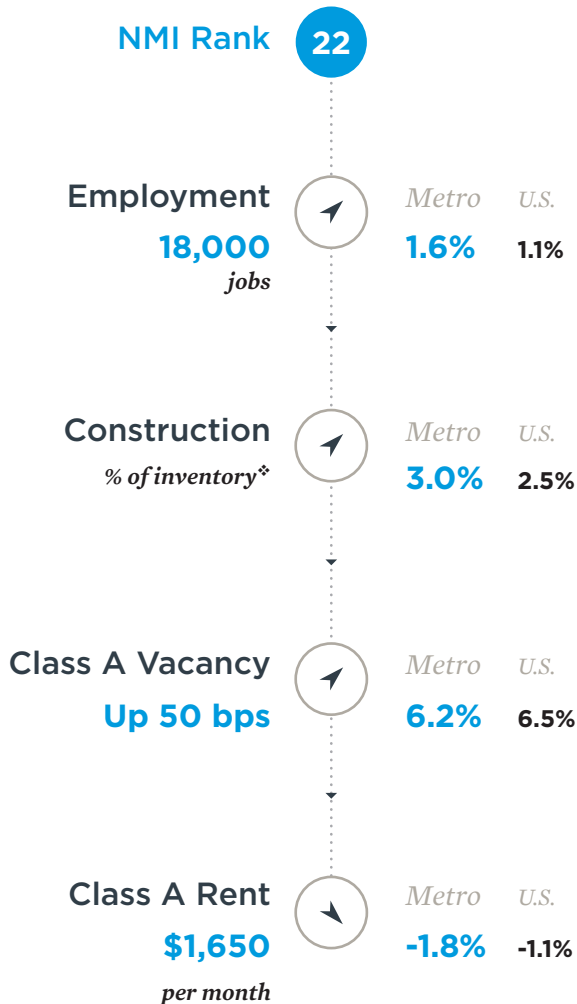 NMI Rank 22
Employment Metro U.S.
18,000 1.6% 1.1%
jobs
Construction Metro U.S.
% of inventory❖ 3.0% 2.5%
Class A Vacancy Metro U.S.
Up 50 bps 6.2% 6.5%
Class A Rent Metro U.S.
$1,650 -1.8% -1.1%
per month